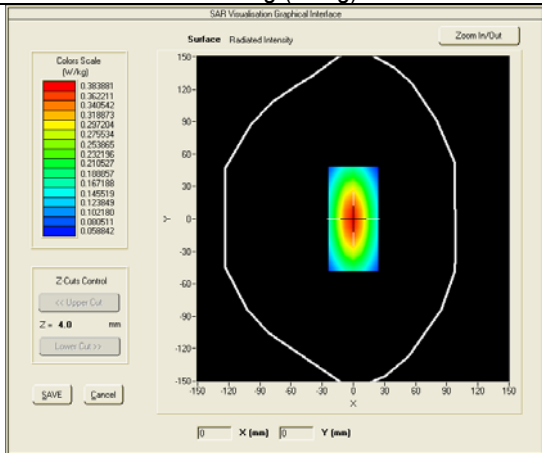 SAR Visualisation Graphical Interface
Surface Radiated Intensity
Zoom In/Out
Colors Scale
(W/kg)
0.383881
0.362211
0.340542
0.318873
0.297204
0.275534
0.253865
0.232196
0.210527
0.188857
0.167188
0.145519
0.123849
0.102180
0.080511
0.058842
150
120
90
60
30
0
-30
-60
-90
-120
-150
Y
-150 -120 -90 -60 -30 0 30 60 90 120 150
X
Z Cuts Control
<< Upper Cut
Z = 4.0 mm
Lower Cut >>
SAVE Cancel
0 X (mm) 0 Y (mm)